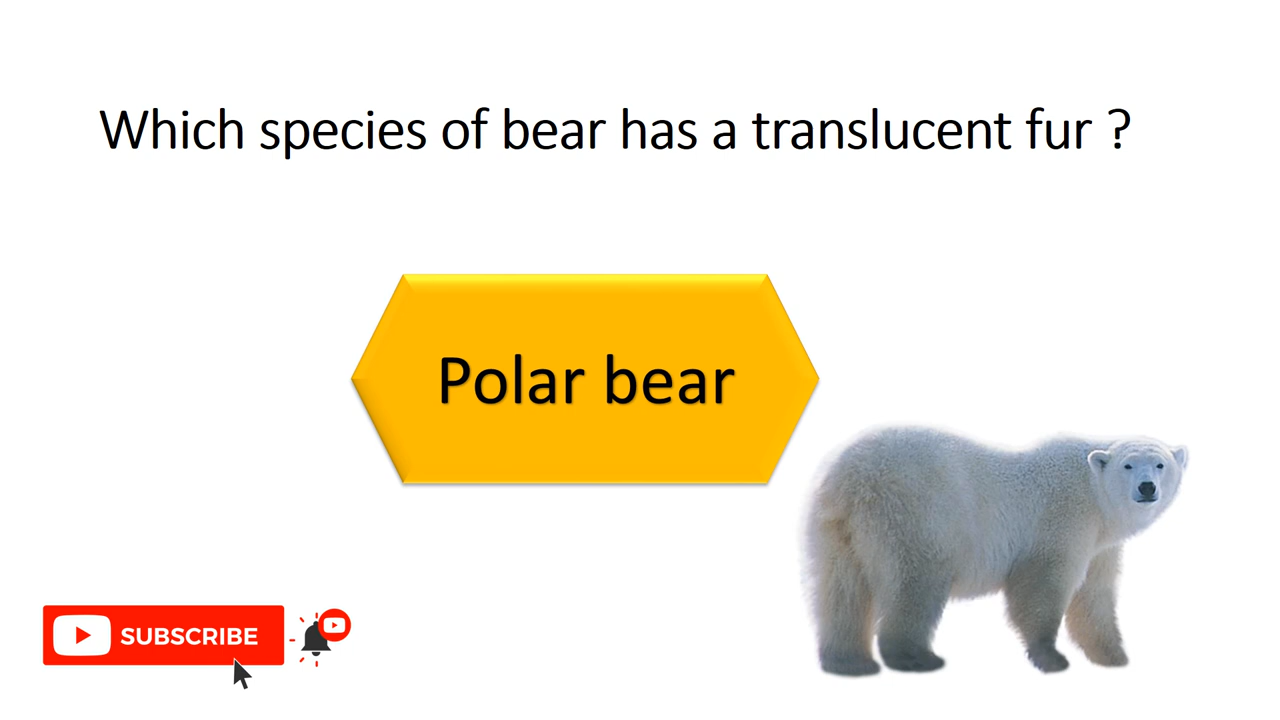 Which species of bear has a translucent fur ?
Polar bear
SUBSCRIBE